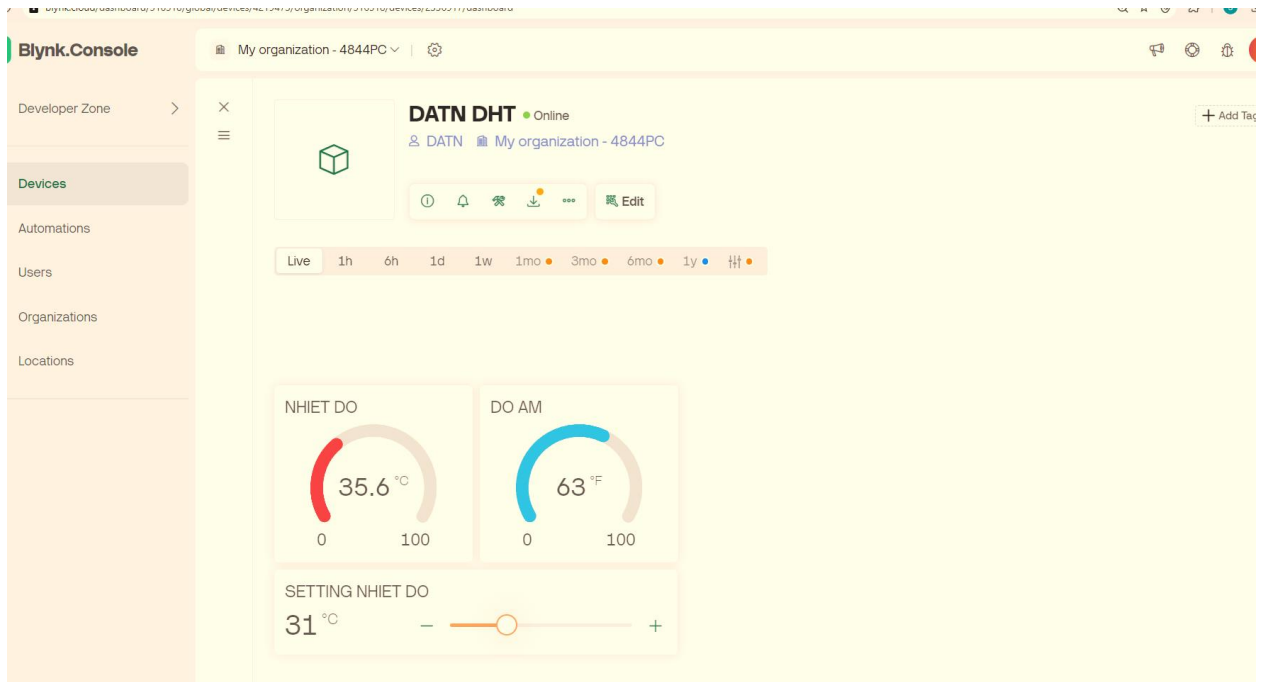 Blynk.Console
My organization - 4844PC
Developer Zone
Devices
Automations
Users
Organizations
Locations
DATN DHT Online
DATN My organization - 4844PC
Edit
+ Add Tag
Live 1h 6h 1d 1w 1mo 3mo 6mo 1y
NHIET DO
35.6 °C
0 100
DO AM
63 °F
0 100
SETTING NHIET DO
31 °C
− +